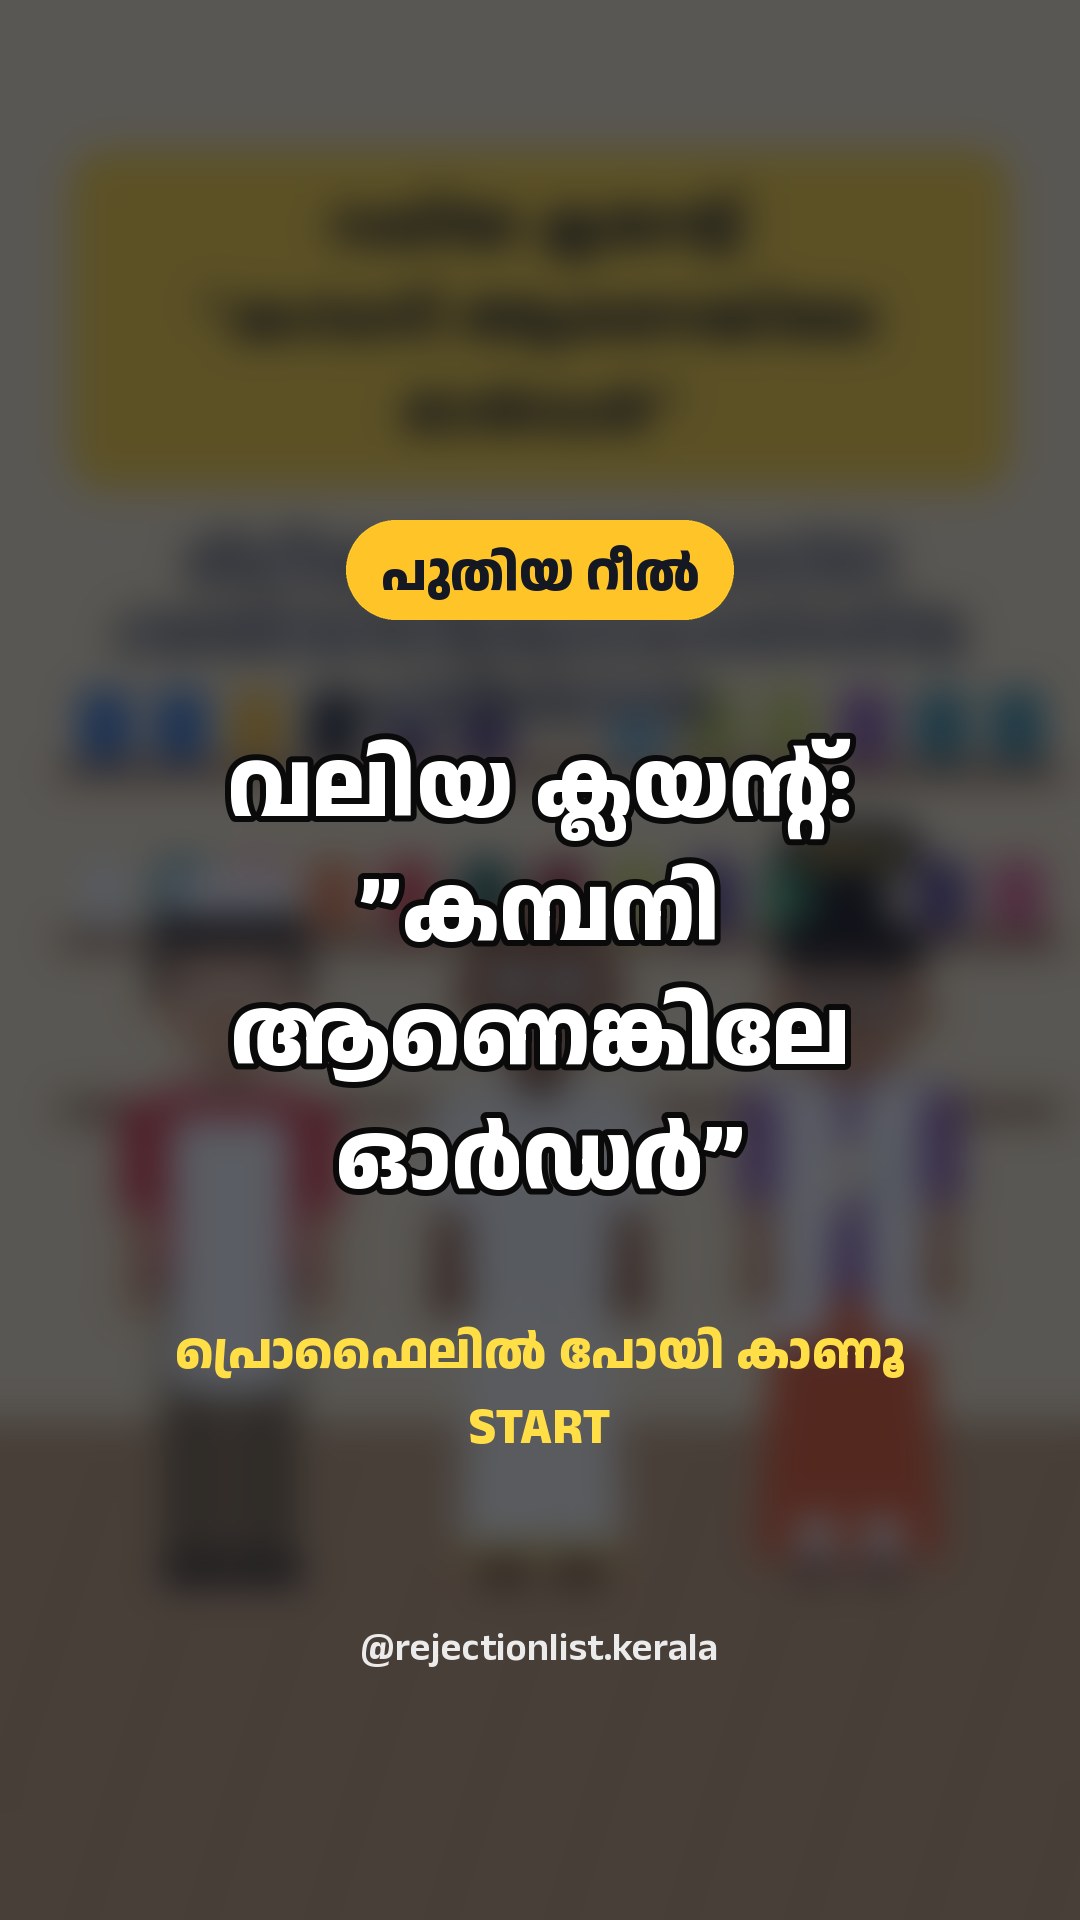 പുതിയ റീൽ
വലിയ ക്ലയന്റ്:
”കമ്പനി
ആണെങ്കിലേ
ഓർഡർ”
പ്രൊഫൈലിൽ പോയി കാണൂ
START
@rejectionlist.kerala